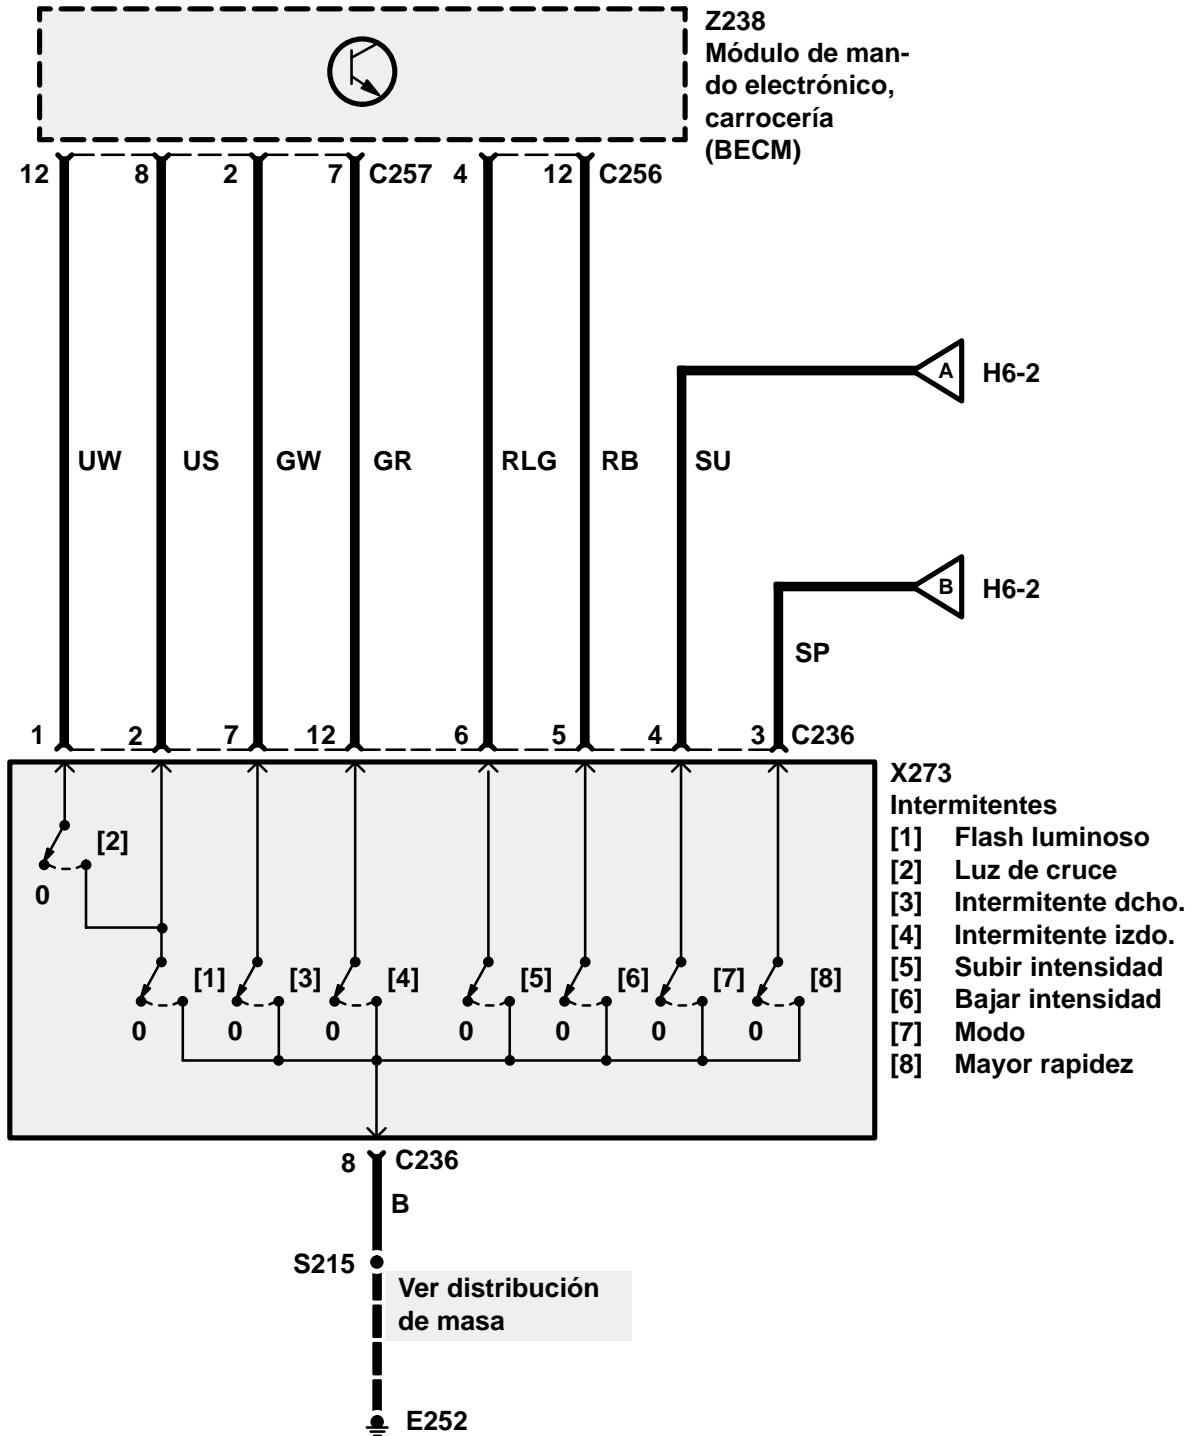 Z238
Módulo de man-
do electrónico,
carrocería
(BECM)
12 8 2 7 C257 4 12 C256
A H6-2
UW US GW GR RLG RB SU
B H6-2
SP
1 2 7 12 6 5 4 3 C236
X273
Intermitentes
[1] Flash luminoso
[2] Luz de cruce
[3] Intermitente dcho.
[4] Intermitente izdo.
[5] Subir intensidad
[6] Bajar intensidad
[7] Modo
[8] Mayor rapidez
[2]
0
[1] [3] [4] [5] [6] [7] [8]
0 0 0 0 0 0 0
8 C236
B
S215
Ver distribución
de masa
E252